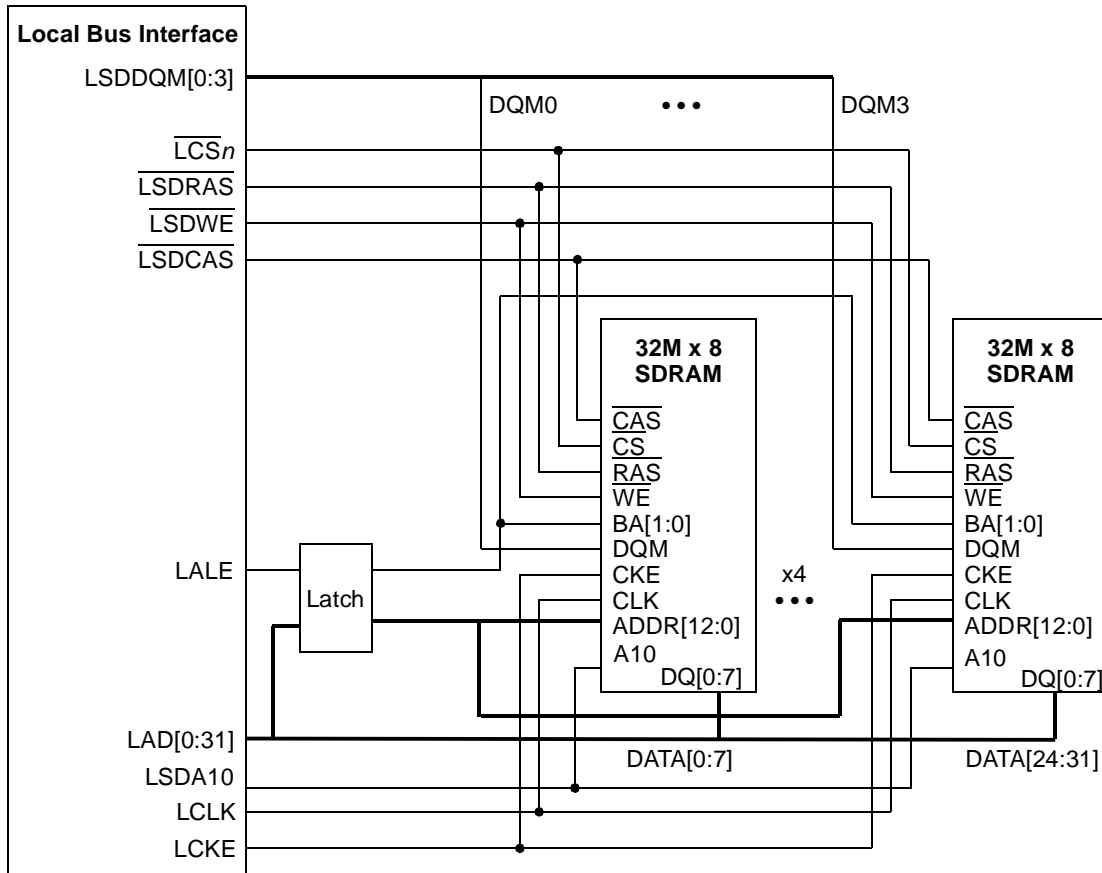 Local Bus Interface
LSDDQM[0:3]
DQM0 ••• DQM3
LCSn
LSDRAS
LSDWE
LSDCAS
32M x 8
SDRAM
CAS
CS
RAS
WE
BA[1:0]
DQM
CKE
CLK
ADDR[12:0]
A10
DQ[0:7]
32M x 8
SDRAM
CAS
CS
RAS
WE
BA[1:0]
DQM
CKE
CLK
ADDR[12:0]
A10
DQ[0:7]
x4
•••
LALE
Latch
LAD[0:31]
DATA[0:7]
DATA[24:31]
LSDA10
LCLK
LCKE